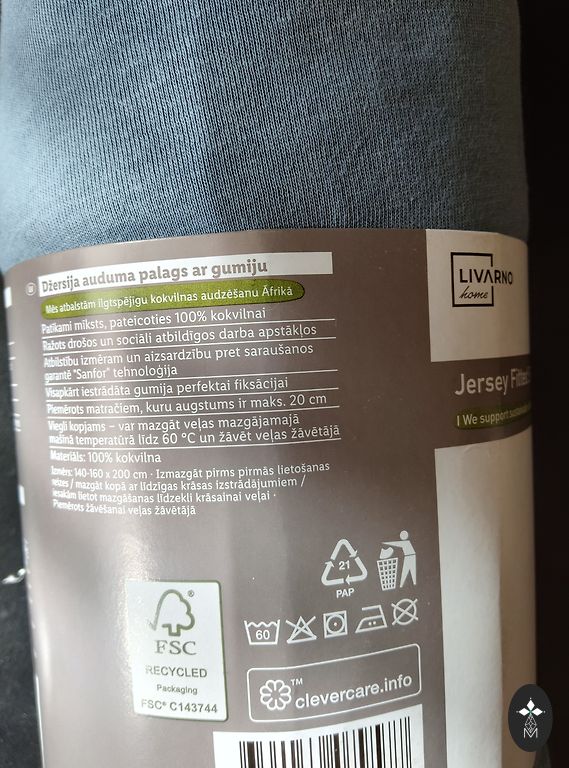 LV
Džersija auduma palags ar gumiju
Mēs atbalstām ilgtspējīgu kokvilnas audzēšanu Āfrikā
Patīkami mīksts, pateicoties 100% kokvilnai
Ražots drošos un sociāli atbildīgos darba apstākļos
Atbilstību izmēram un aizsardzību pret saraušanos
garantē "Sanfor" tehnoloģija
Visapkārt iestrādāta gumija perfektai fiksācijai
Piemērots matračiem, kuru augstums ir maks. 20 cm
Viegli kopjams – var mazgāt veļas mazgājamajā
mašīnā temperatūrā līdz 60 °C un žāvēt veļas žāvētājā
Materiāls: 100% kokvilna
Izmērs: 140-160 x 200 cm · Izmazgāt pirms pirmās lietošanas
reizes / mazgāt kopā ar līdzīgas krāsas izstrādājumiem /
iesakām lietot mazgāšanas līdzekli krāsainai veļai ·
Piemērots žāvēšanai veļas žāvētājā
LIVARNO
home
Jersey Fitted
| We support sustainable
21
PAP
60
FSC
®
RECYCLED
Packaging
FSC® C143744
™
clevercare.info
M